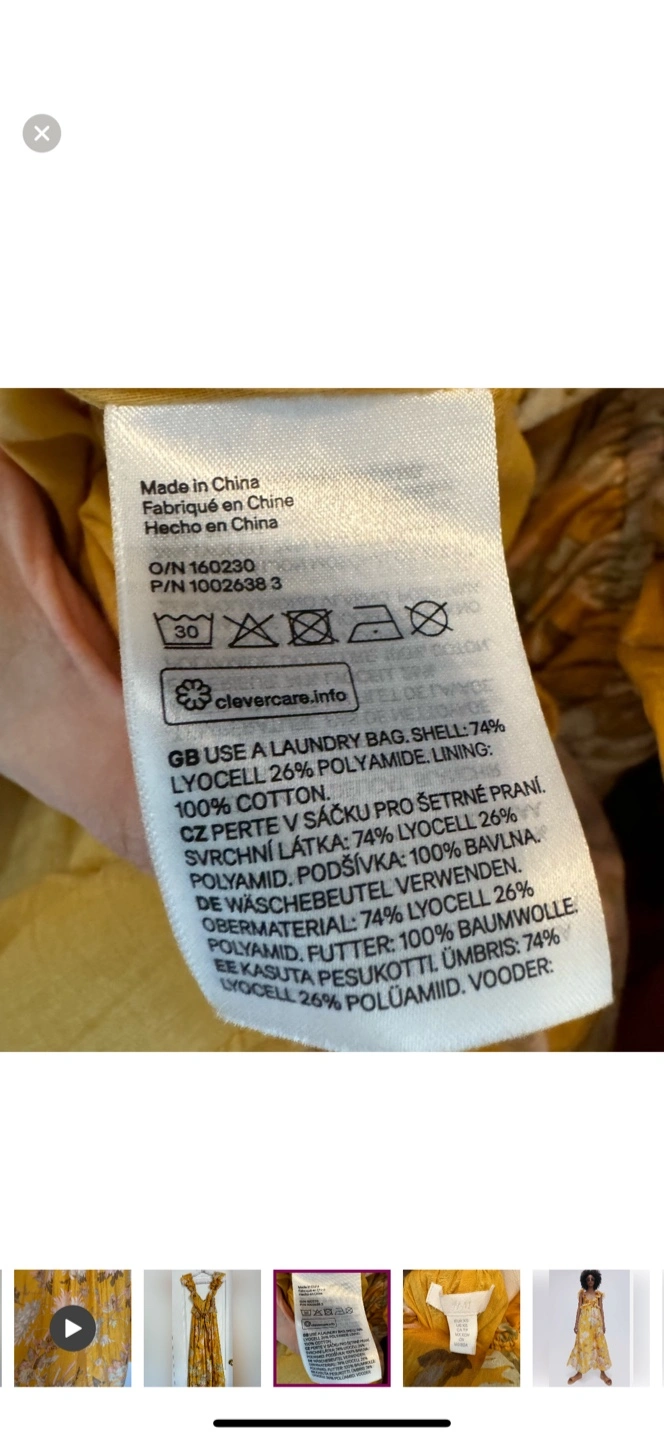 Made in China
Fabriqué en Chine
Hecho en China
O/N 160230
P/N 1002638 3
30
clevercare.info
GB USE A LAUNDRY BAG. SHELL: 74%
LYOCELL 26% POLYAMIDE. LINING:
100% COTTON.
CZ PERTE V SÁČKU PRO ŠETRNÉ PRANÍ.
SVRCHNÍ LÁTKA: 74% LYOCELL 26%
POLYAMID. PODŠÍVKA: 100% BAVLNA.
DE WÄSCHEBEUTEL VERWENDEN.
OBERMATERIAL: 74% LYOCELL 26%
POLYAMID. FUTTER: 100% BAUMWOLLE.
EE KASUTA PESUKOTTI. ÜMBRIS: 74%
LYOCELL 26% POLÜAMIID. VOODER: